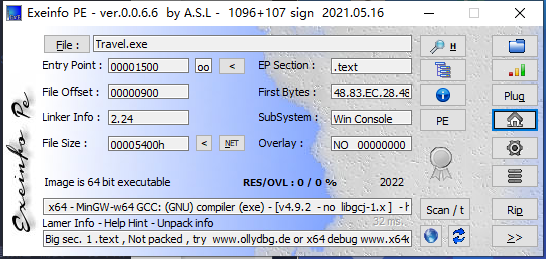 Exeinfo PE - ver.0.0.6.6 by A.S.L - 1096+107 sign 2021.05.16
File : Travel.exe H
Entry Point : 00001500 oo < EP Section : .text
File Offset : 00000900 First Bytes : 48.83.EC.28.48 Plug
Linker Info : 2.24 SubSystem : Win Console PE
File Size : 00005400h < NET Overlay : NO 00000000
Image is 64 bit executable RES/OVL : 0 / 0 % 2022
x64 - MinGW-w64 GCC: (GNU) compiler (exe) - [v4.9.2 - no libgcj-1.x ] - h Scan / t Rip
Lamer Info - Help Hint - Unpack info 32 ms.
Big sec. 1 .text , Not packed , try www.ollydbg.de or x64 debug www.x64 >>
Exeinfo Pe